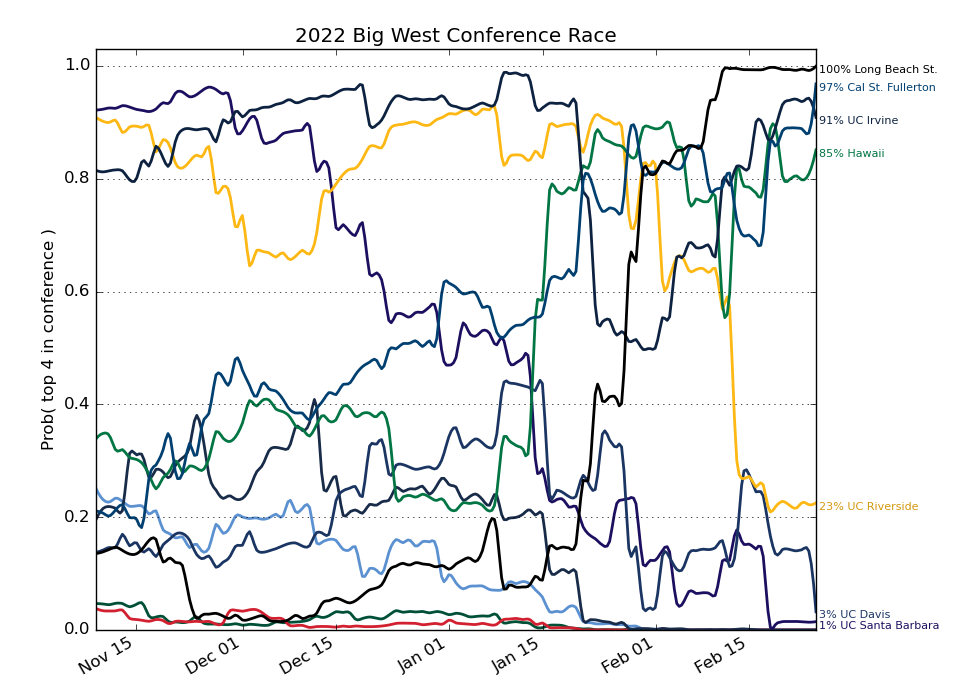 2022 Big West Conference Race
Prob( top 4 in conference )
1.0
0.8
0.6
0.4
0.2
0.0
Nov 15
Dec 01
Dec 15
Jan 01
Jan 15
Feb 01
Feb 15
100% Long Beach St.
97% Cal St. Fullerton
91% UC Irvine
85% Hawaii
23% UC Riverside
3% UC Davis
1% UC Santa Barbara